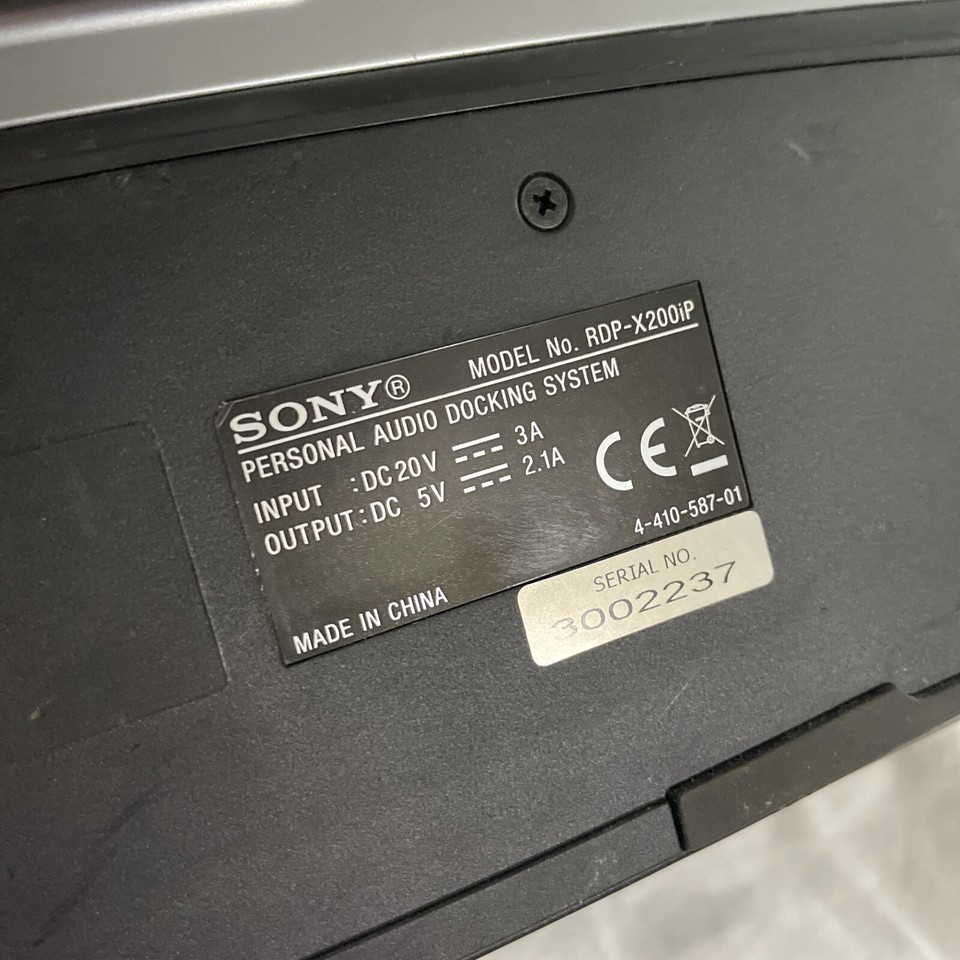 SONY® MODEL No. RDP-X200iP
PERSONAL AUDIO DOCKING SYSTEM
INPUT :DC 20V ⎓ 3A
OUTPUT:DC 5V ⎓ 2.1A
CE
4-410-587-01
MADE IN CHINA
SERIAL NO.
3002237